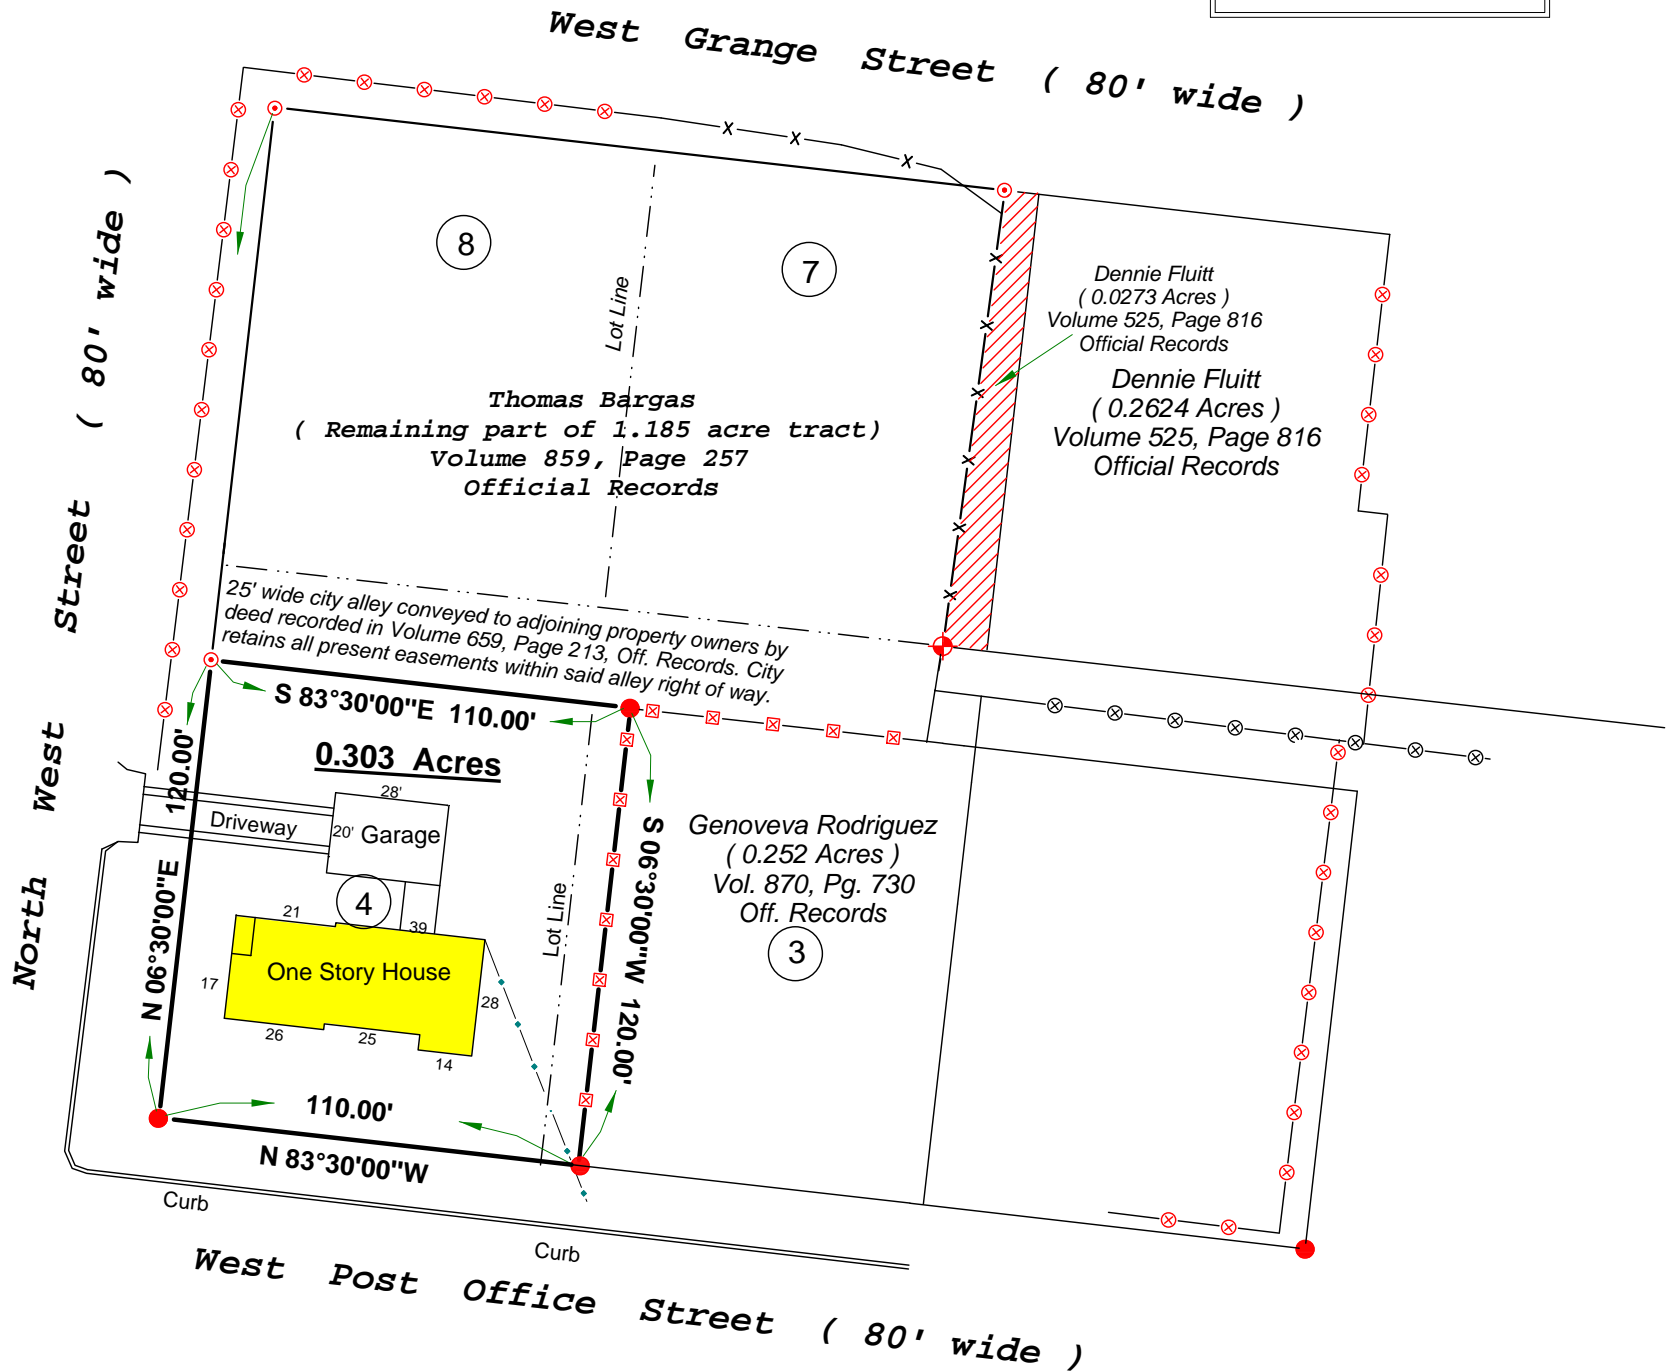 West Grange Street ( 80' wide )
North West Street ( 80' wide )
8
7
Lot Line
Dennie Fluitt
( 0.0273 Acres )
Volume 525, Page 816
Official Records
Dennie Fluitt
( 0.2624 Acres )
Volume 525, Page 816
Official Records
Thomas Bargas
( Remaining part of 1.185 acre tract)
Volume 859, Page 257
Official Records
25' wide city alley conveyed to adjoining property owners by
deed recorded in Volume 659, Page 213, Off. Records. City
retains all present easements within said alley right of way.
S 83°30'00"E 110.00'
0.303 Acres
120.00'
N 06°30'00"E
28'
20' Garage
Driveway
4
21
39
One Story House
17
28
26
25
14
Lot Line
S 06°30'00"W 120.00'
Genoveva Rodriguez
( 0.252 Acres )
Vol. 870, Pg. 730
Off. Records
3
110.00'
N 83°30'00"W
Curb
Curb
West Post Office Street ( 80' wide )